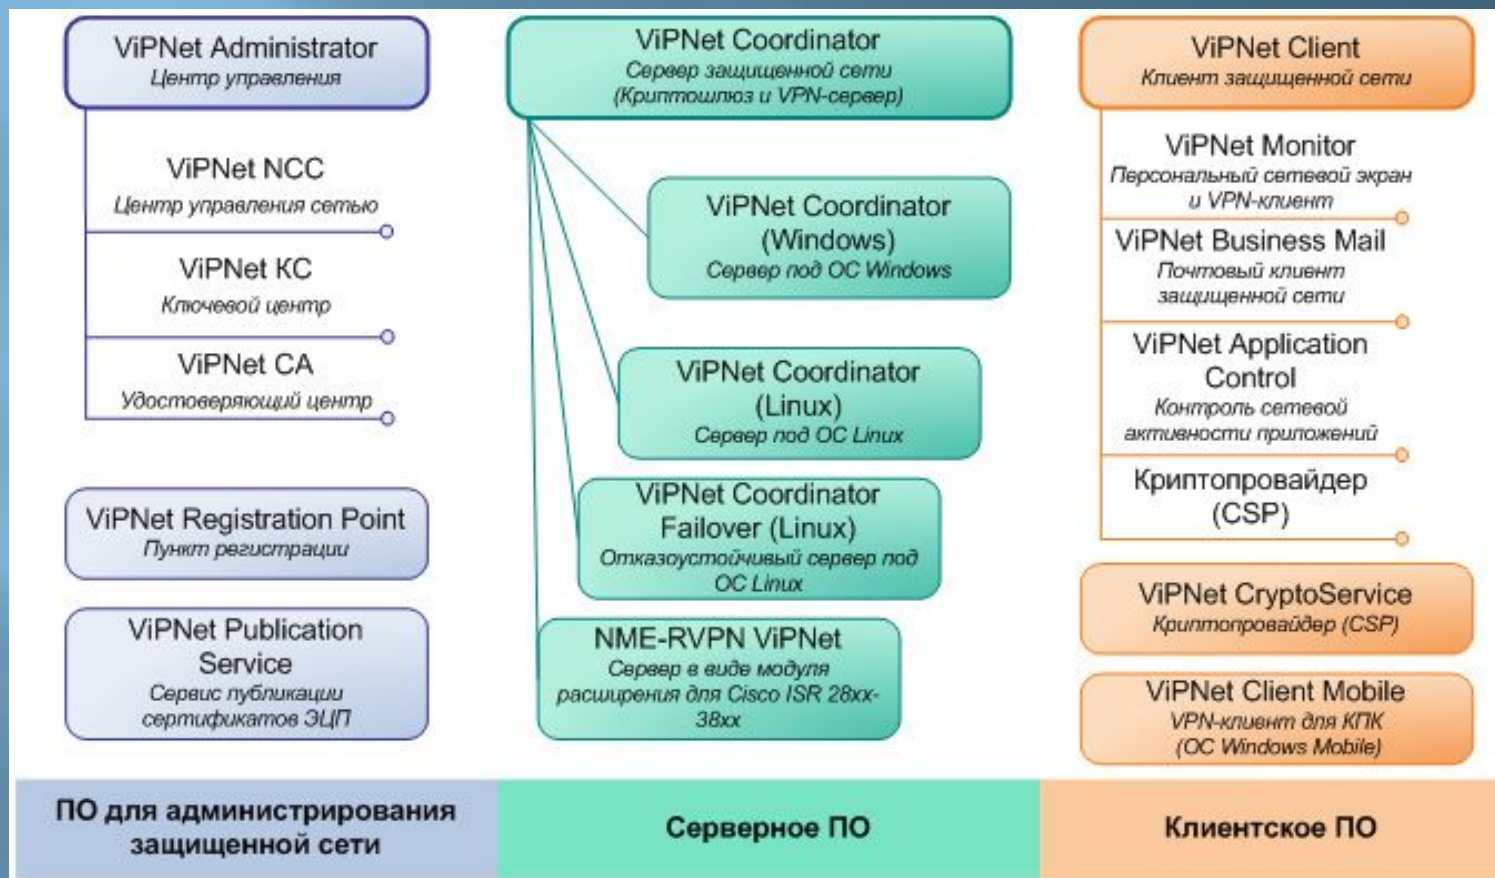 ViPNet Administrator
Центр управления
ViPNet NCC
Центр управления сетью
ViPNet KC
Ключевой центр
ViPNet CA
Удостоверяющий центр
ViPNet Registration Point
Пункт регистрации
ViPNet Publication
Service
Сервис публикации
сертификатов ЭЦП
ПО для администрирования
защищенной сети
ViPNet Coordinator
Сервер защищенной сети
(Криптошлюз и VPN-сервер)
ViPNet Coordinator
(Windows)
Сервер под ОС Windows
ViPNet Coordinator
(Linux)
Сервер под ОС Linux
ViPNet Coordinator
Failover (Linux)
Отказоустойчивый сервер под
ОС Linux
NME-RVPN ViPNet
Сервер в виде модуля
расширения для Cisco ISR 28xx-
38xx
Серверное ПО
ViPNet Client
Клиент защищенной сети
ViPNet Monitor
Персональный сетевой экран
и VPN-клиент
ViPNet Business Mail
Почтовый клиент
защищенной сети
ViPNet Application
Control
Контроль сетевой
активности приложений
Криптопровайдер
(CSP)
ViPNet CryptoService
Криптопровайдер (CSP)
ViPNet Client Mobile
VPN-клиент для КПК
(ОС Windows Mobile)
Клиентское ПО